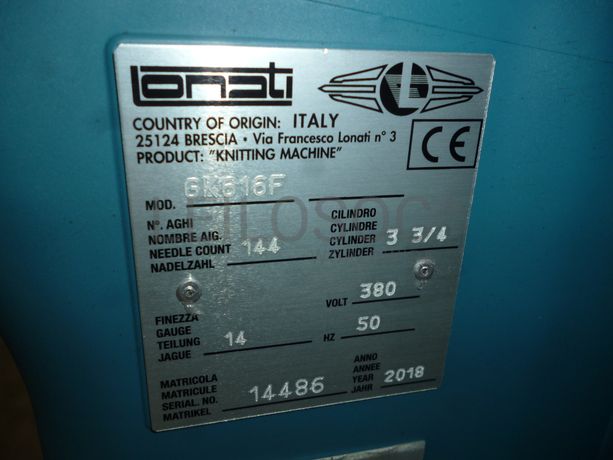 Lonati
L
COUNTRY OF ORIGIN: ITALY
25124 BRESCIA • Via Francesco Lonati n° 3
PRODUCT: "KNITTING MACHINE"
CE
MOD. GK616F
N°. AGHI
NOMBRE AIG.
NEEDLE COUNT 144
NADELZAHL
CILINDRO
CYLINDRE
CYLINDER 3 3/4
ZYLINDER
VOLT 380
FINEZZA
GAUGE
TEILUNG 14
JAGUE
HZ 50
MATRICOLA
MATRICULE
SERIAL. NO. 14486
MATRIKEL
ANNO
ANNEE
YEAR 2018
JAHR